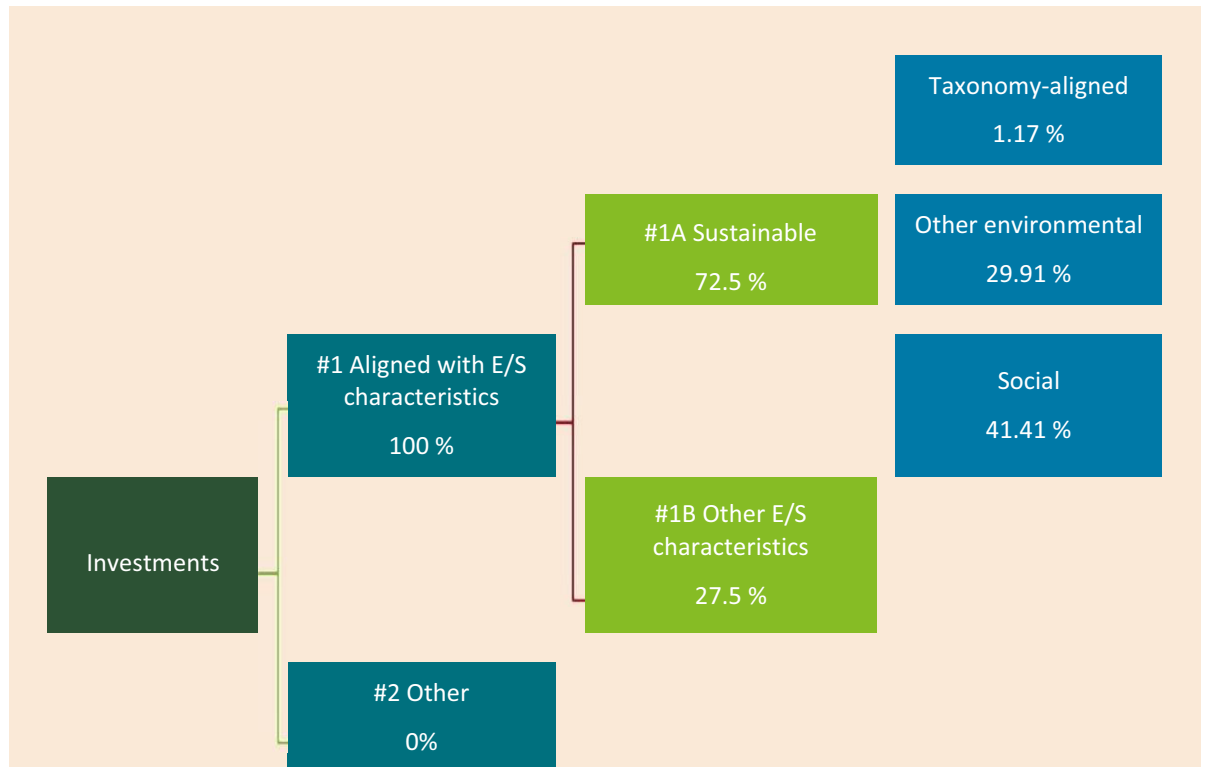 Investments
#1 Aligned with E/S
characteristics
100 %
#2 Other
0%
#1A Sustainable
72.5 %
#1B Other E/S
characteristics
27.5 %
Taxonomy-aligned
1.17 %
Other environmental
29.91 %
Social
41.41 %